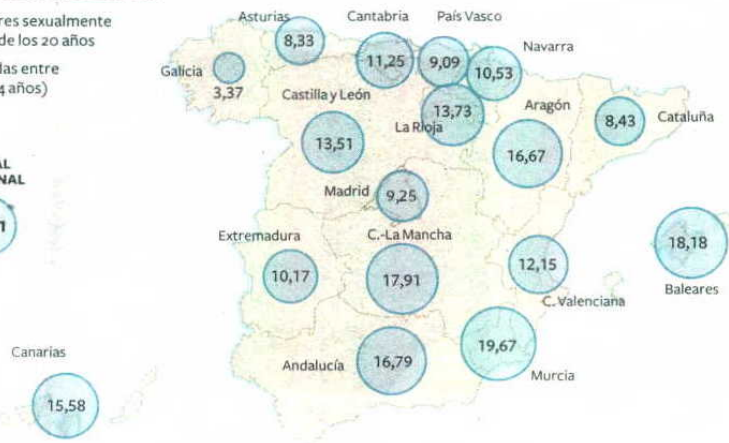 res sexualmente
de los 20 años
das entre
4 años)
AL
NAL
1
Asturias
8,33
Cantabria
11,25
País Vasco
9,09
Navarra
10,53
Galicia
3,37
Castilla y León
13,51
La Rioja
13,73
Aragón
16,67
Cataluña
8,43
Madrid
9,25
Extremadura
10,17
C.-La Mancha
17,91
12,15
C. Valenciana
18,18
Baleares
Canarias
15,58
Andalucía
16,79
19,67
Murcia